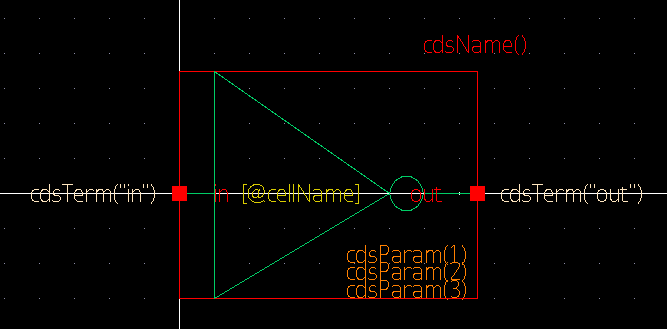 cdsName()
cdsTerm("in")
in
[@cellName]
out
cdsTerm("out")
cdsParam(1)
cdsParam(2)
cdsParam(3)